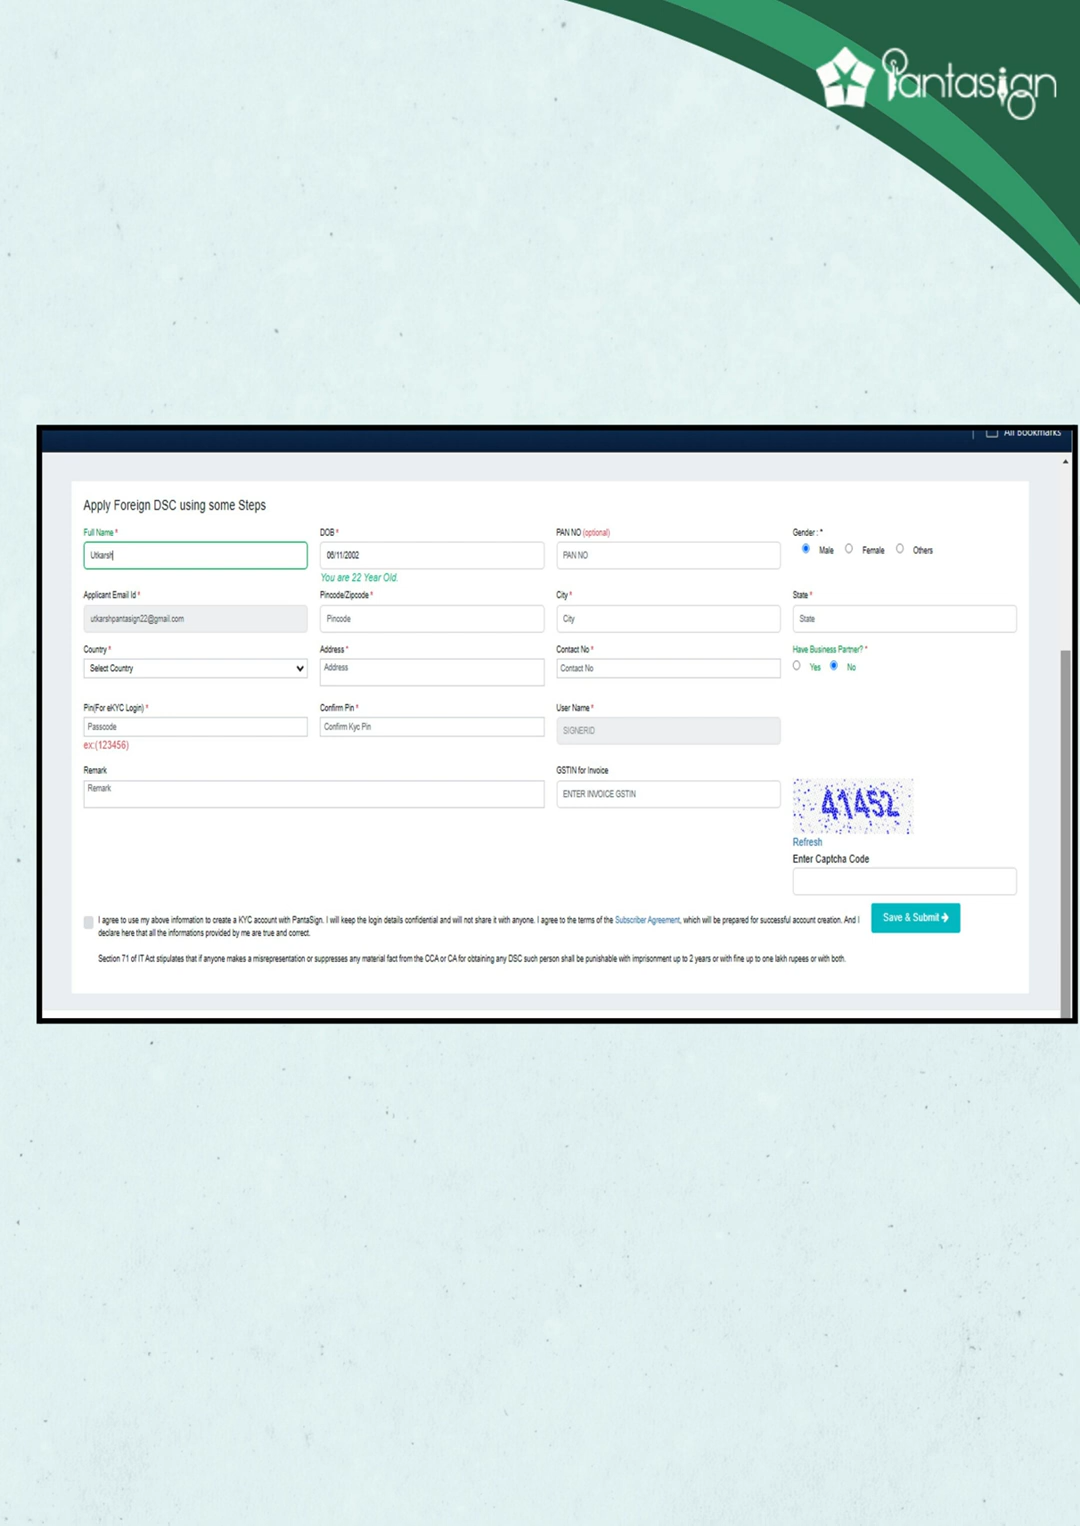 Pantasign
All Bookmarks
Apply Foreign DSC using some Steps
Full Name * DOB * PAN NO (optional) Gender : *
Utkarsh 06/11/2002 PAN NO Male Female Others
You are 22 Year Old.
Applicant Email Id * Pincode/Zipcode * City * State *
utkarshpantasign22@gmail.com Pincode City State
Country * Address * Contact No * Have Business Partner? *
Select Country Address Contact No Yes No
Pin(For eKYC Login) * Confirm Pin * User Name *
Passcode Confirm Kyc Pin SIGNERID
ex:(123456)
Remark GSTIN for Invoice
Remark ENTER INVOICE GSTIN 41452
Refresh
Enter Captcha Code
I agree to use my above information to create a KYC account with PantaSign. I will keep the login details confidential and will not share it with anyone. I agree to the terms of the Subscriber Agreement, which will be prepared for successful account creation. And I
declare here that all the informations provided by me are true and correct.
Save & Submit
Section 71 of IT Act stipulates that if anyone makes a misrepresentation or suppresses any material fact from the CCA or CA for obtaining any DSC such person shall be punishable with imprisonment up to 2 years or with fine up to one lakh rupees or with both.